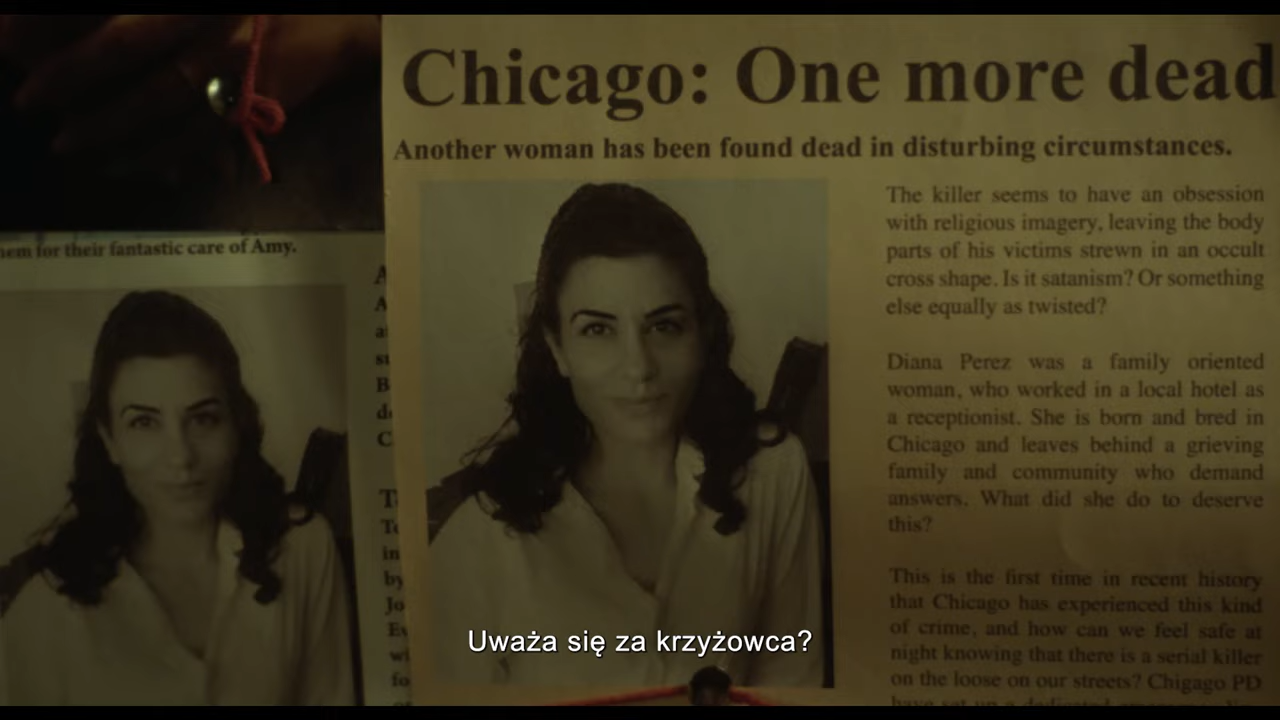 Chicago: One more dead
Another woman has been found dead in disturbing circumstances.
The killer seems to have an obsession
with religious imagery, leaving the body
parts of his victims strewn in an occult
cross shape. Is it satanism? Or something
else equally as twisted?
Diana Perez was a family oriented
woman, who worked in a local hotel as
a receptionist. She is born and bred in
Chicago and leaves behind a grieving
family and community who demand
answers. What did she do to deserve
this?
This is the first time in recent history
that Chicago has experienced this kind
of crime, and how can we feel safe at
night knowing that there is a serial killer
on the loose on our streets? Chigago PD
for their fantastic care of Amy.
Uważa się za krzyżowca?